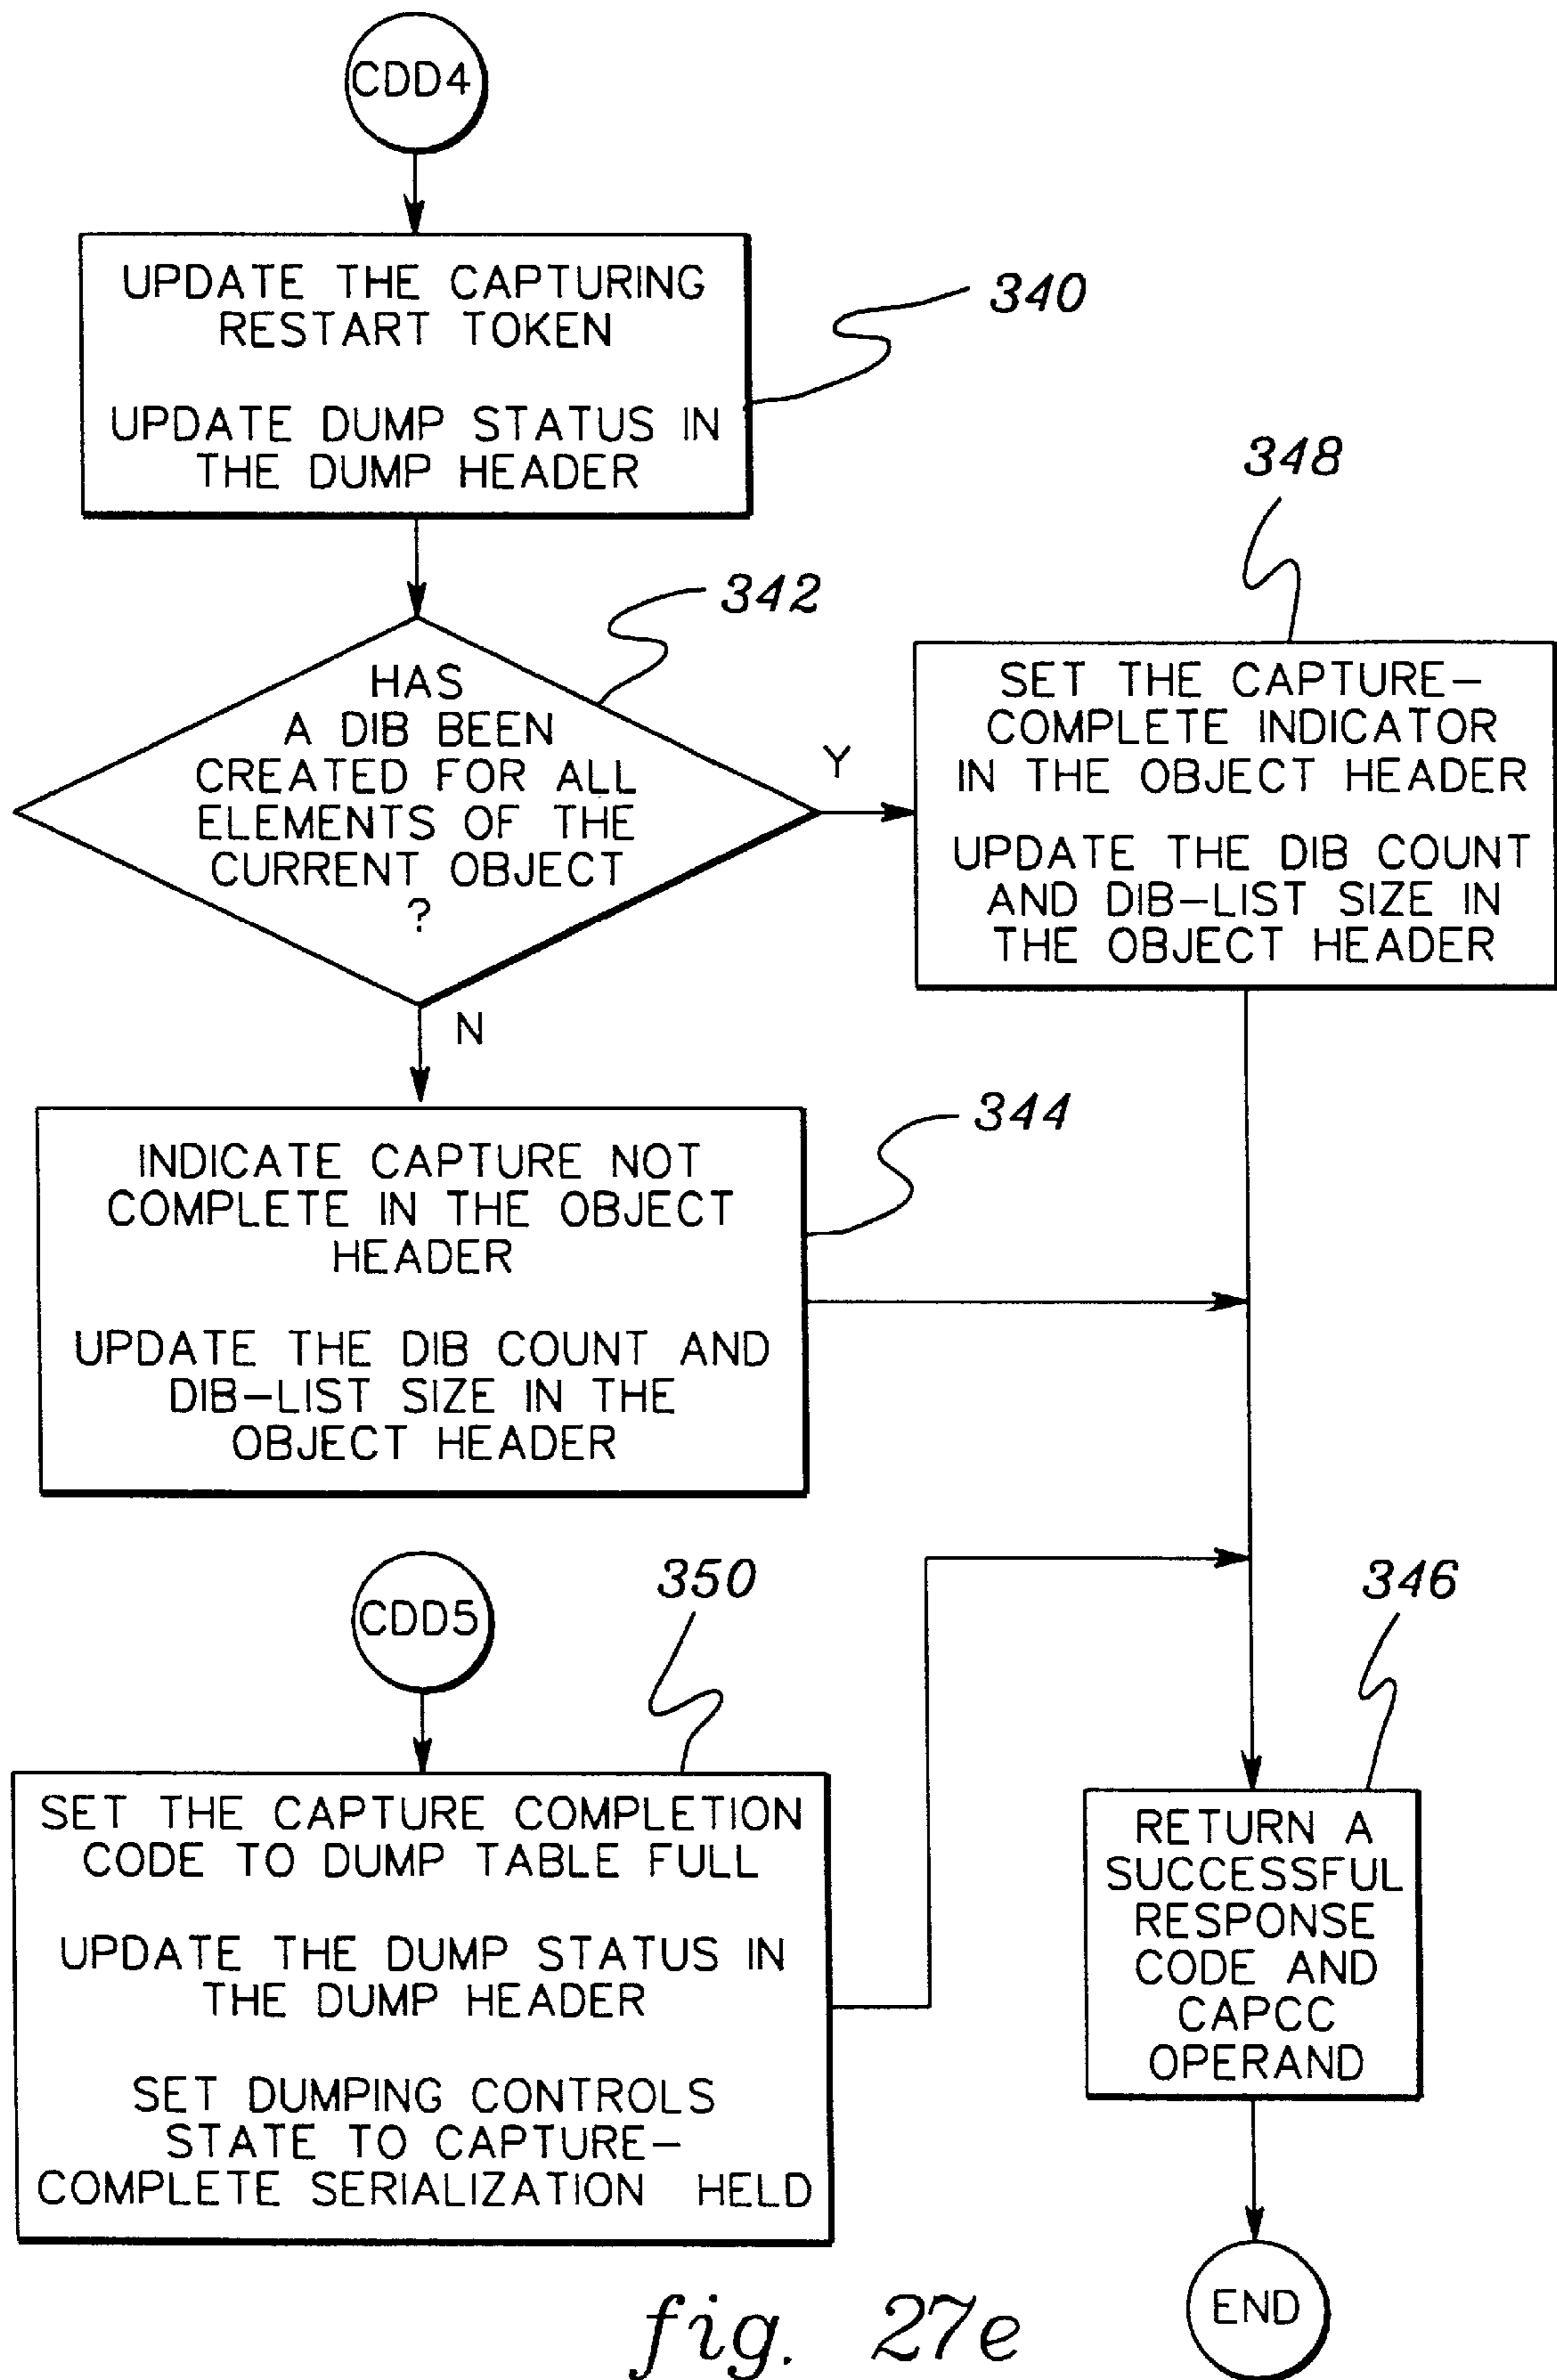 CDD4
UPDATE THE CAPTURING
RESTART TOKEN
UPDATE DUMP STATUS IN
THE DUMP HEADER
340
342
HAS
A DIB BEEN
CREATED FOR ALL
ELEMENTS OF THE
CURRENT OBJECT
?
Y
N
348
SET THE CAPTURE-
COMPLETE INDICATOR
IN THE OBJECT HEADER
UPDATE THE DIB COUNT
AND DIB-LIST SIZE IN
THE OBJECT HEADER
344
INDICATE CAPTURE NOT
COMPLETE IN THE OBJECT
HEADER
UPDATE THE DIB COUNT AND
DIB-LIST SIZE IN THE
OBJECT HEADER
CDD5
350
SET THE CAPTURE COMPLETION
CODE TO DUMP TABLE FULL
UPDATE THE DUMP STATUS IN
THE DUMP HEADER
SET DUMPING CONTROLS
STATE TO CAPTURE-
COMPLETE SERIALIZATION HELD
346
RETURN A
SUCCESSFUL
RESPONSE
CODE AND
CAPCC
OPERAND
END
fig. 27e